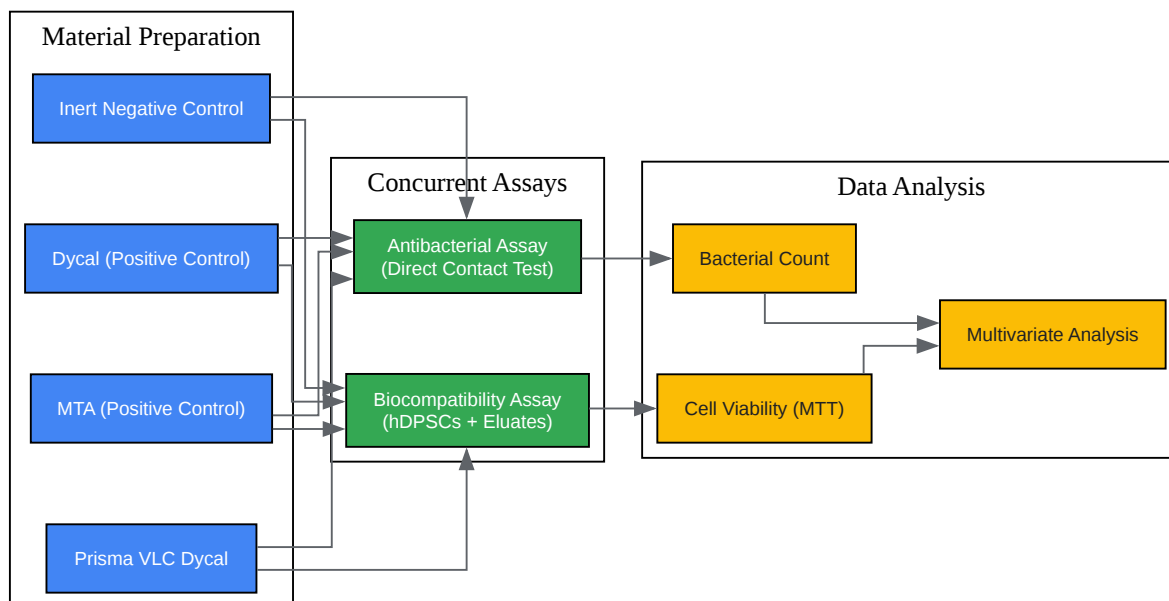 Material Preparation
Inert Negative Control
Dycal (Positive Control)
MTA (Positive Control)
Prisma VLC Dycal
Concurrent Assays
Antibacterial Assay
(Direct Contact Test)
Biocompatibility Assay
(hDPSCs + Eluates)
Data Analysis
Bacterial Count
Cell Viability (MTT)
Multivariate Analysis